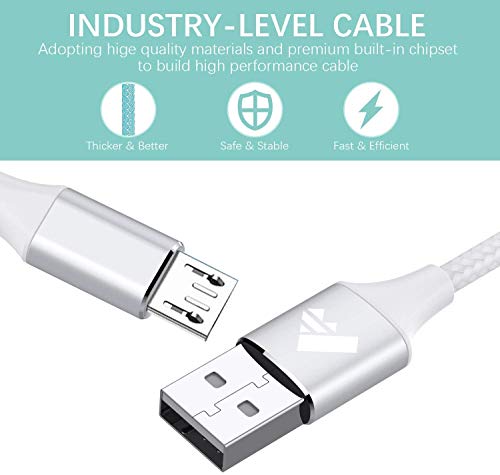 INDUSTRY-LEVEL CABLE
Adopting hige quality materials and premium built-in chipset
to build high performance cable
Thicker & Better
Safe & Stable
Fast & Efficient